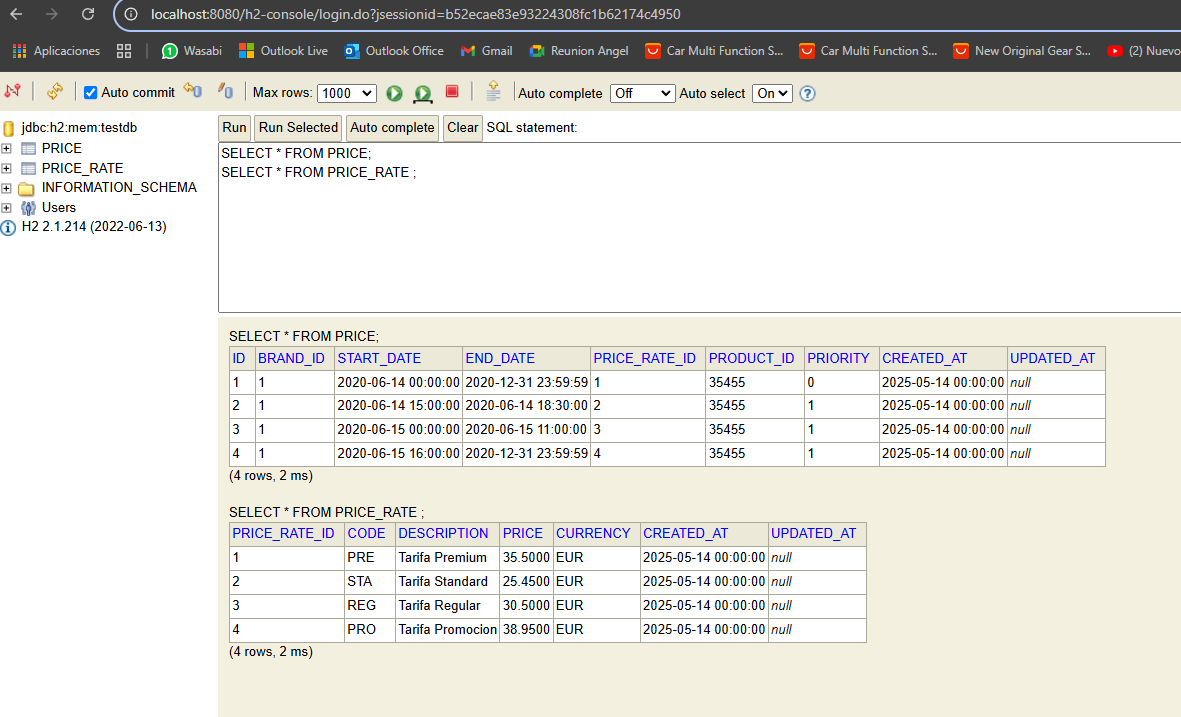 localhost:8080/h2-console/login.do?jsessionid=b52ecae83e93224308fc1b62174c4950
Aplicaciones Wasabi Outlook Live Outlook Office Gmail Reunion Angel Car Multi Function S... Car Multi Function S... New Original Gear S... (2) Nuevo
Auto commit Max rows: 1000 Auto complete Off Auto select On ?
jdbc:h2:mem:testdb
PRICE
PRICE_RATE
INFORMATION_SCHEMA
Users
H2 2.1.214 (2022-06-13)
Run Run Selected Auto complete Clear SQL statement:
SELECT * FROM PRICE;
SELECT * FROM PRICE_RATE ;
SELECT * FROM PRICE;
ID BRAND_ID START_DATE END_DATE PRICE_RATE_ID PRODUCT_ID PRIORITY CREATED_AT UPDATED_AT
1 1 2020-06-14 00:00:00 2020-12-31 23:59:59 1 35455 0 2025-05-14 00:00:00 null
2 1 2020-06-14 15:00:00 2020-06-14 18:30:00 2 35455 1 2025-05-14 00:00:00 null
3 1 2020-06-15 00:00:00 2020-06-15 11:00:00 3 35455 1 2025-05-14 00:00:00 null
4 1 2020-06-15 16:00:00 2020-12-31 23:59:59 4 35455 1 2025-05-14 00:00:00 null
(4 rows, 2 ms)
SELECT * FROM PRICE_RATE ;
PRICE_RATE_ID CODE DESCRIPTION PRICE CURRENCY CREATED_AT UPDATED_AT
1 PRE Tarifa Premium 35.5000 EUR 2025-05-14 00:00:00 null
2 STA Tarifa Standard 25.4500 EUR 2025-05-14 00:00:00 null
3 REG Tarifa Regular 30.5000 EUR 2025-05-14 00:00:00 null
4 PRO Tarifa Promocion 38.9500 EUR 2025-05-14 00:00:00 null
(4 rows, 2 ms)